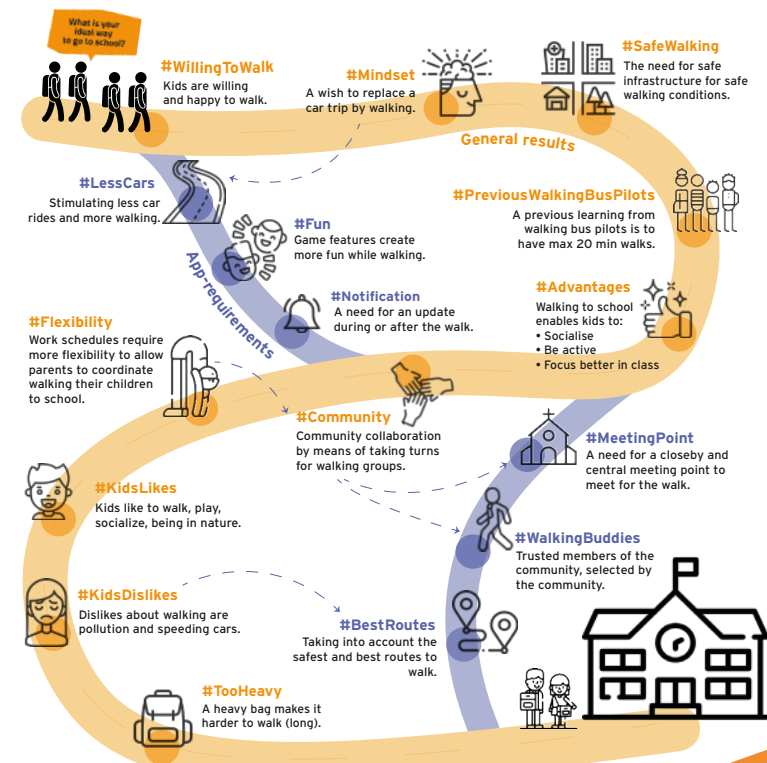 What is your
ideal way
to go to school?
#WillingToWalk
Kids are willing
and happy to walk.
#Mindset
A wish to replace a
car trip by walking.
#SafeWalking
The need for safe
infrastructure for safe
walking conditions.
General results
#LessCars
Stimulating less car
rides and more walking.
#PreviousWalkingBusPilots
A previous learning from
walking bus pilots is to
have max 20 min walks.
#Fun
Game features create
more fun while walking.
App-requirements
#Notification
A need for an update
during or after the walk.
#Advantages
Walking to school
enables kids to:
• Socialise
• Be active
• Focus better in class
#Flexibility
Work schedules require
more flexibility to allow
parents to coordinate
walking their children
to school.
#Community
Community collaboration
by means of taking turns
for walking groups.
#MeetingPoint
A need for a closeby and
central meeting point to
meet for the walk.
#KidsLikes
Kids like to walk, play,
socialize, being in nature.
#WalkingBuddies
Trusted members of the
community, selected by
the community.
#KidsDislikes
Dislikes about walking are
pollution and speeding cars.
#BestRoutes
Taking into account the
safest and best routes to
walk.
#TooHeavy
A heavy bag makes it
harder to walk (long).